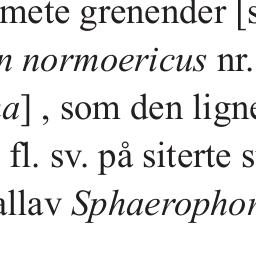 mete grenender [s
n normoericus nr.
a] , som den ligne
fl. sv. på siterte s
allav Sphaerophor